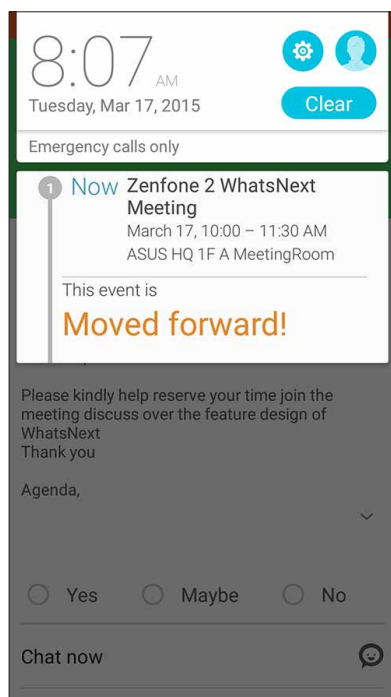 8:07 AM
Tuesday, Mar 17, 2015
Clear
Emergency calls only
1 Now Zenfone 2 WhatsNext
Meeting
March 17, 10:00 – 11:30 AM
ASUS HQ 1F A MeetingRoom
This event is
Moved forward!
Please kindly help reserve your time join the
meeting discuss over the feature design of
WhatsNext
Thank you
Agenda,
Yes Maybe No
Chat now